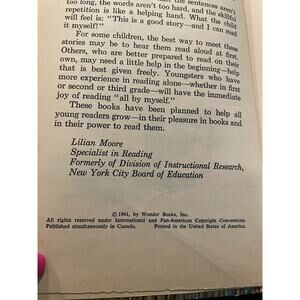 too long, the words aren't too hard, and the skillful
repetition is like a helping hand. What the child
will feel is: "This is a good story—and I can read
it myself!"
For some children, the best way to meet these
stories may be to hear them read aloud at first.
Others, who are better prepared to read on their
own, may need a little help in the beginning—help
that is best given freely. Youngsters who have
more experience in reading alone—whether in first
or second or third grade—will have the immediate
joy of reading "all by myself."
These books have been planned to help all
young readers grow—in their pleasure in books and
in their power to read them.
Lilian Moore
Specialist in Reading
Formerly of Division of Instructional Research,
New York City Board of Education
© 1961, by Wonder Books, Inc.
All rights reserved under International and Pan-American Copyright Conventions.
Published simultaneously in Canada. Printed in the United States of America.